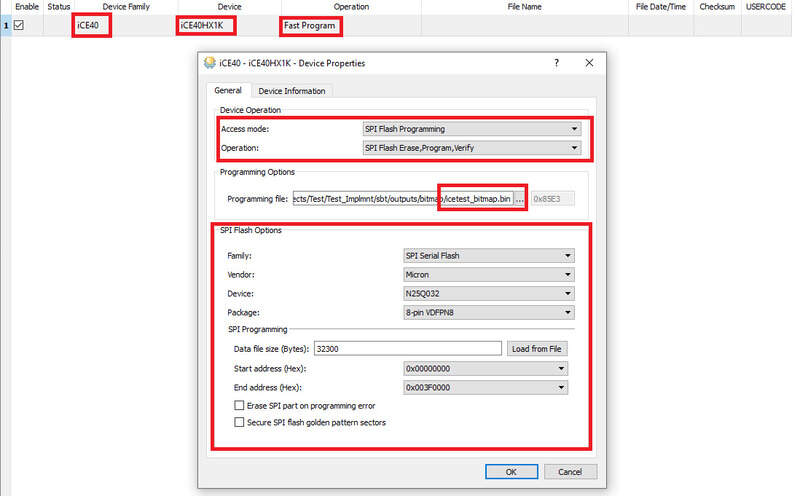 Enable Status Device Family Device Operation File Name File Date/Time Checksum USERCODE
1 iCE40 iCE40HX1K Fast Program
iCE40 - iCE40HX1K - Device Properties ?
General Device Information
Device Operation
Access mode: SPI Flash Programming
Operation: SPI Flash Erase,Program,Verify
Programming Options
Programming file: ects/Test/Test_Implmnt/sbt/outputs/bitmap/icetest_bitmap.bin ... 0x85E3
SPI Flash Options
Family: SPI Serial Flash
Vendor: Micron
Device: N25Q032
Package: 8-pin VDFPN8
SPI Programming
Data file size (Bytes): 32300 Load from File
Start address (Hex): 0x00000000
End address (Hex): 0x003F0000
Erase SPI part on programming error
Secure SPI flash golden pattern sectors
OK Cancel